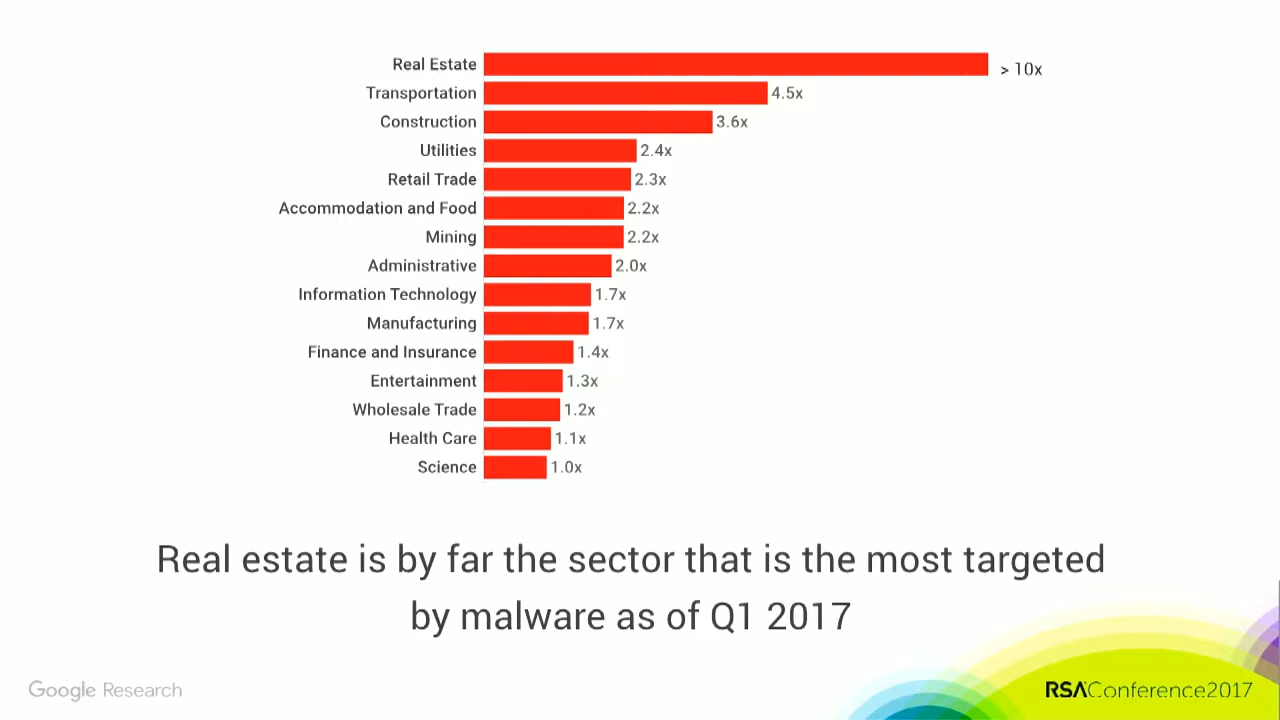 Real Estate > 10x
Transportation 4.5x
Construction 3.6x
Utilities 2.4x
Retail Trade 2.3x
Accommodation and Food 2.2x
Mining 2.2x
Administrative 2.0x
Information Technology 1.7x
Manufacturing 1.7x
Finance and Insurance 1.4x
Entertainment 1.3x
Wholesale Trade 1.2x
Health Care 1.1x
Science 1.0x
Real estate is by far the sector that is the most targeted
by malware as of Q1 2017
Google Research
RSAConference2017